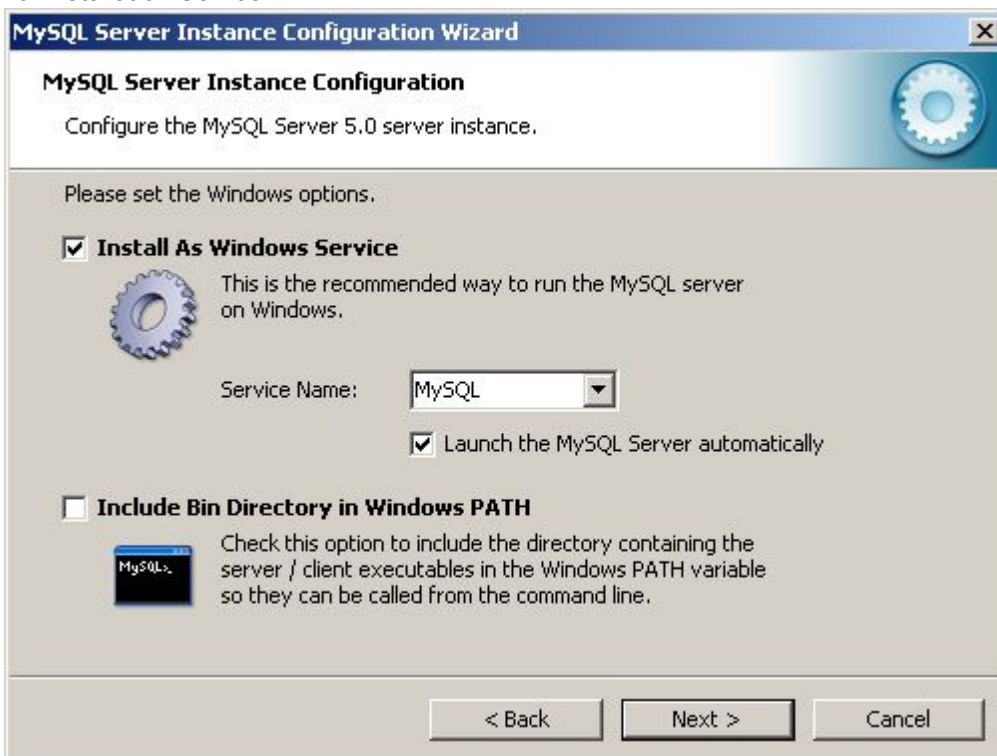 MySQL Server Instance Configuration Wizard
MySQL Server Instance Configuration
Configure the MySQL Server 5.0 server instance.
Please set the Windows options.
Install As Windows Service
This is the recommended way to run the MySQL server
on Windows.
Service Name:
MySQL
Launch the MySQL Server automatically
Include Bin Directory in Windows PATH
Check this option to include the directory containing the
server / client executables in the Windows PATH variable
so they can be called from the command line.
MySQL>_
< Back
Next >
Cancel